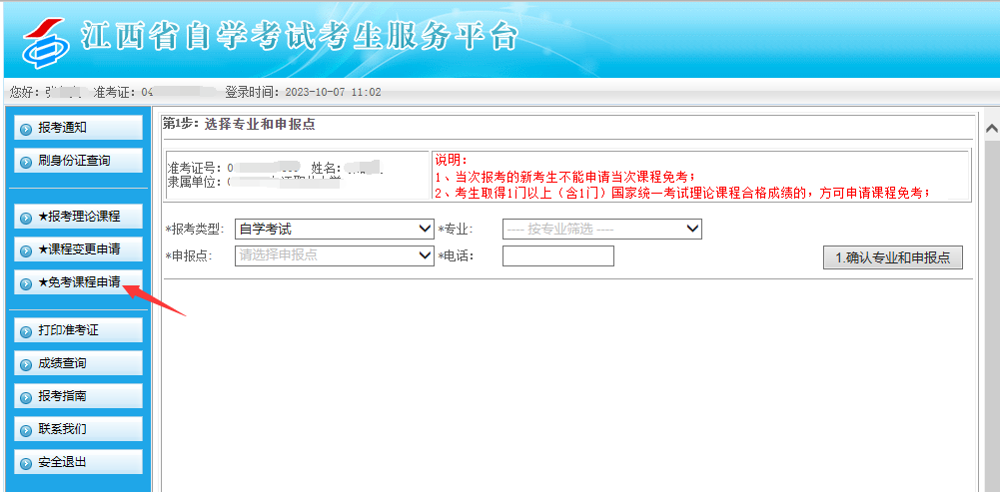 江西省自学考试考生服务平台
您好: 张 准考证: 04 登录时间: 2023-10-07 11:02
报考通知
刷身份证查询
★报考理论课程
★课程变更申请
★免考课程申请
打印准考证
成绩查询
报考指南
联系我们
安全退出
第1步: 选择专业和申报点
准考证号: 0 姓名:
隶属单位: 0
说明:
1、当次报考的新考生不能申请当次课程免考;
2、考生取得1门以上（含1门）国家统一考试理论课程合格成绩的，方可申请课程免考;
*报考类型: 自学考试 *专业: ---- 按专业筛选 ----
*申报点: 请选择申报点 *电话:
1.确认专业和申报点